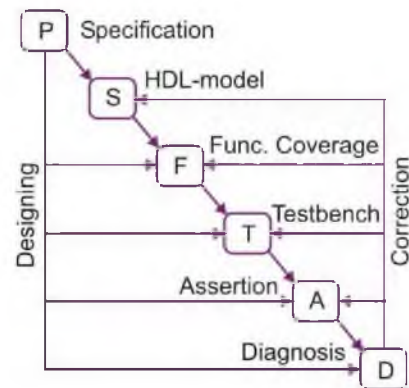 P Specification
HDL-model
S
Func. Coverage
F
Testbench
T
Assertion A
Diagnosis D
Designing
Correction